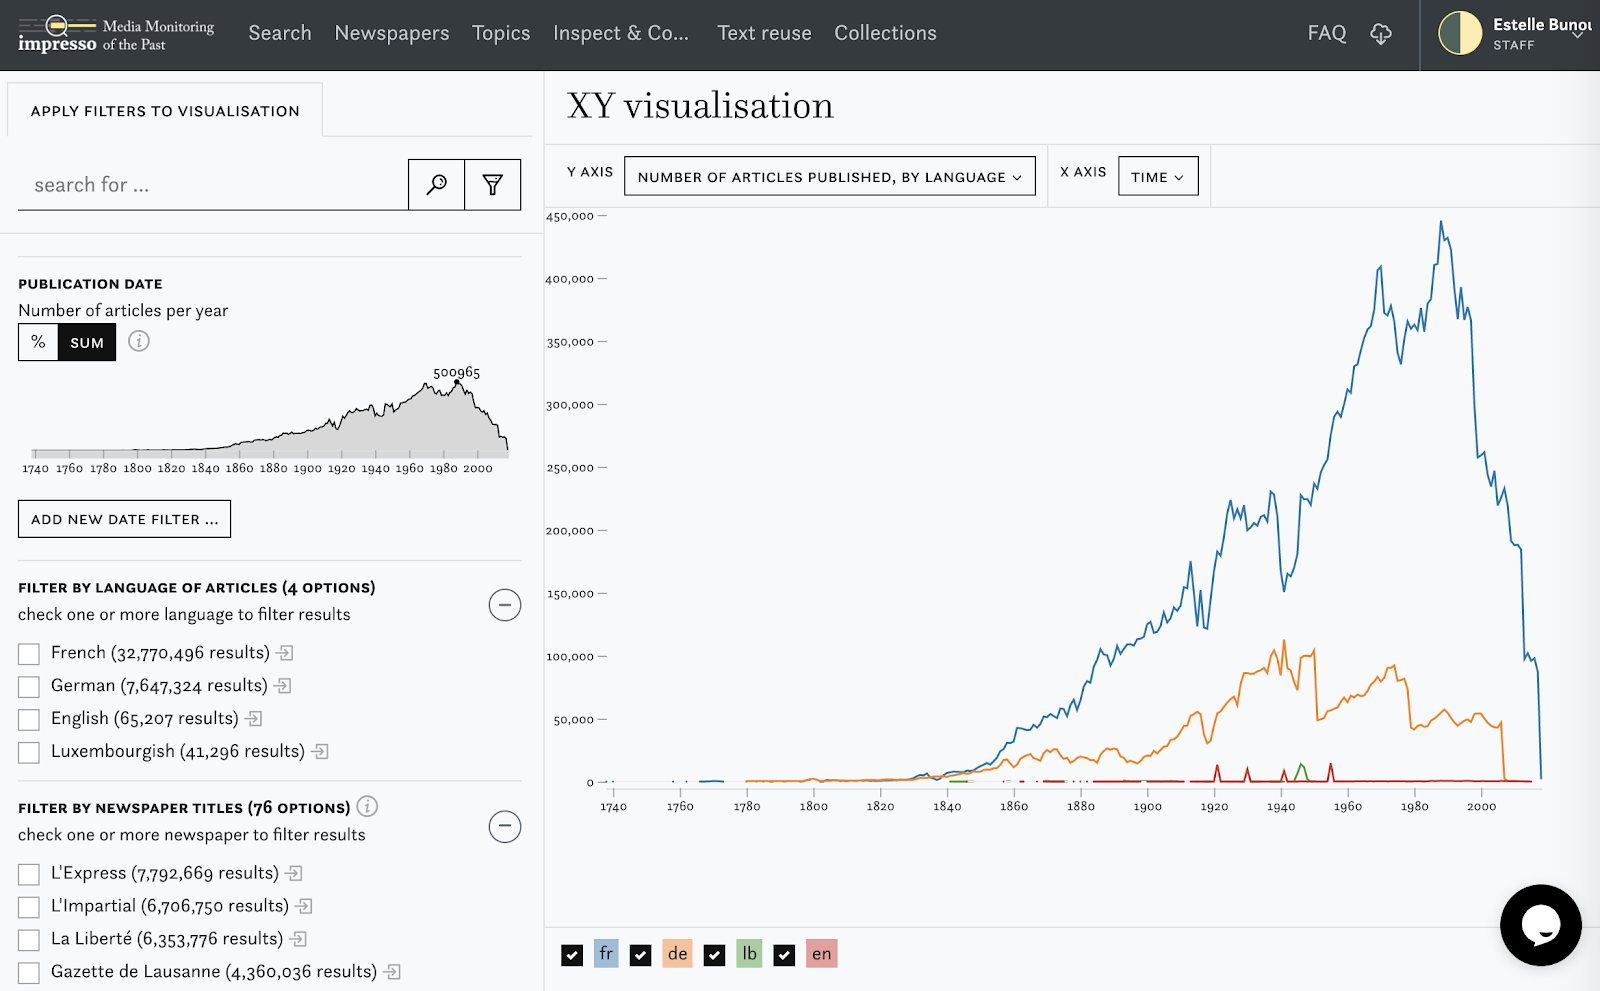 impresso Media Monitoring of the Past
Search Newspapers Topics Inspect & Co... Text reuse Collections FAQ
Estelle
STAFF
APPLY FILTERS TO VISUALISATION
search for ...
PUBLICATION DATE
Number of articles per year
% SUM
500965
1740 1760 1780 1800 1820 1840 1860 1880 1900 1920 1940 1960 1980 2000
ADD NEW DATE FILTER ...
FILTER BY LANGUAGE OF ARTICLES (4 OPTIONS)
check one or more language to filter results
French (32,770,496 results)
German (7,647,324 results)
English (65,207 results)
Luxembourgish (41,296 results)
FILTER BY NEWSPAPER TITLES (76 OPTIONS)
check one or more newspaper to filter results
L'Express (7,792,669 results)
L'Impartial (6,706,750 results)
La Liberté (6,353,776 results)
Gazette de Lausanne (4,360,036 results)
XY visualisation
Y AXIS NUMBER OF ARTICLES PUBLISHED, BY LANGUAGE X AXIS TIME
450,000
400,000
350,000
300,000
250,000
200,000
150,000
100,000
50,000
0
1740 1760 1780 1800 1820 1840 1860 1880 1900 1920 1940 1960 1980 2000
fr de lb en